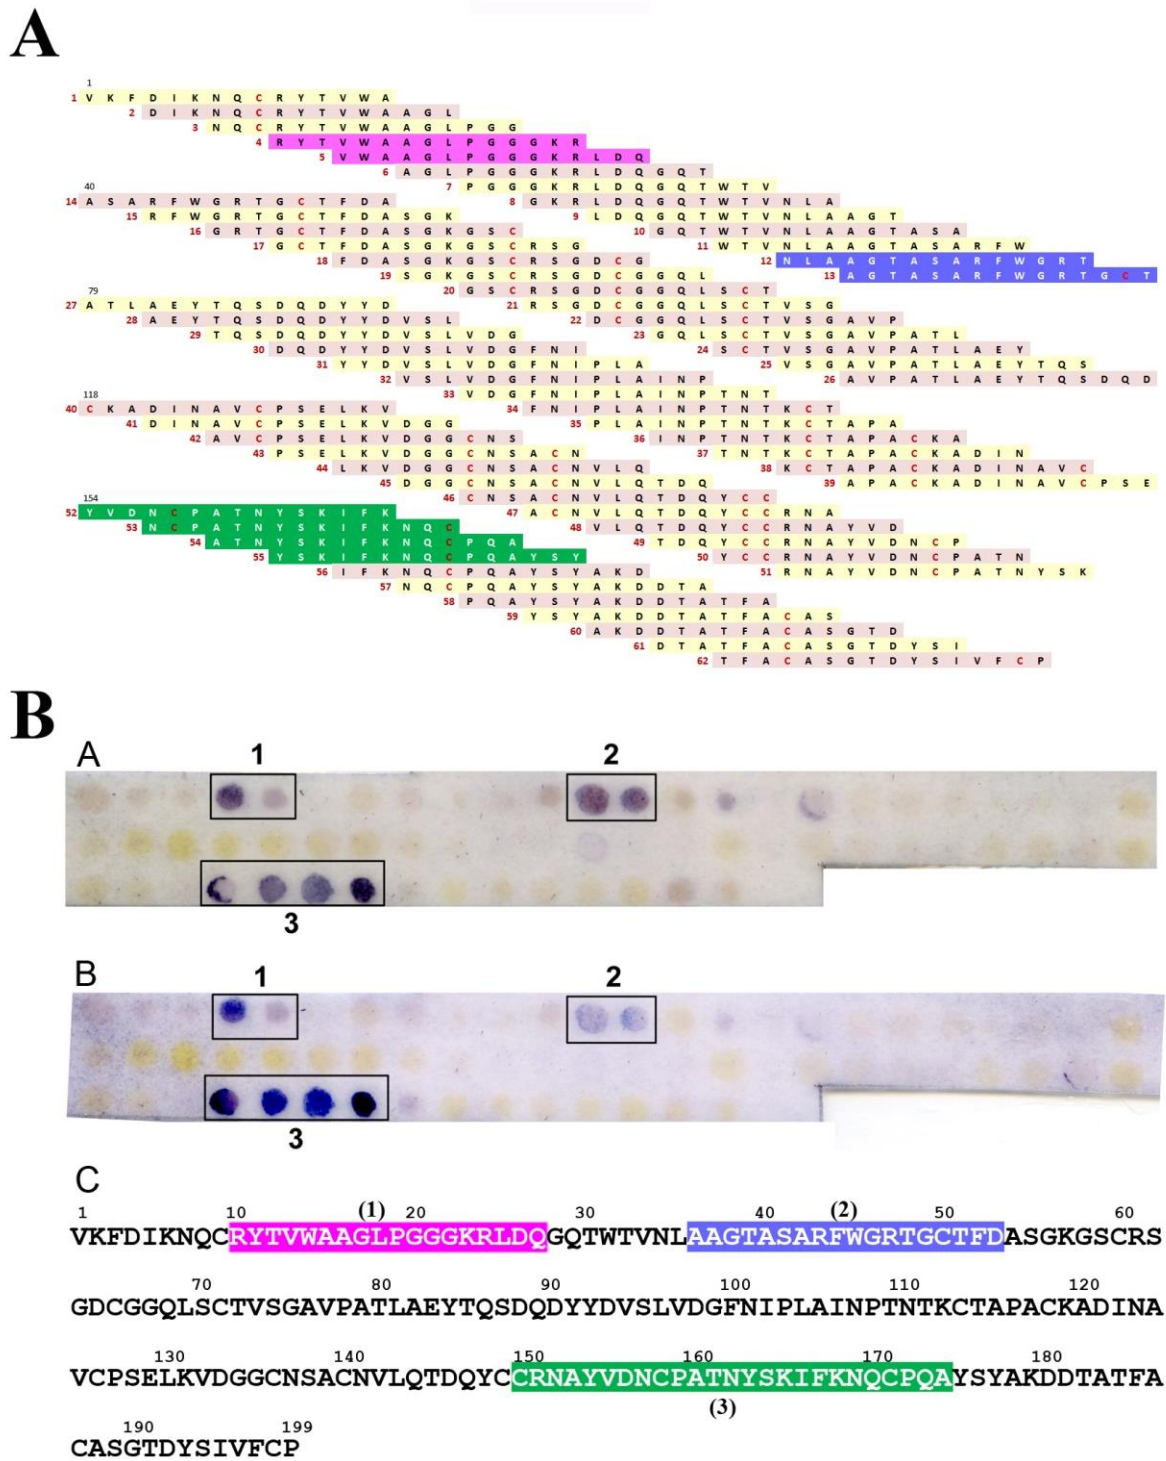 A
1
1 V K F D I K N Q C R Y T V W A
2 D I K N Q C R Y T V W A A G L
3 N Q C R Y T V W A A G L P G G
4 R Y T V W A A G L P G G G K R
5 V W A A G L P G G G K R L D Q
6 A G L P G G G K R L D Q G Q T
40 7 P G G G K R L D Q G Q T W T V
14 A S A R F W G R T G C T F D A 8 G K R L D Q G Q T W T V N L A
15 R F W G R T G C T F D A S G K 9 L D Q G Q T W T V N L A A G T
16 G R T G C T F D A S G K G S C 10 G Q T W T V N L A A G T A S A
17 G C T F D A S G K G S C R S G 11 W T V N L A A G T A S A R F W
18 F D A S G K G S C R S G D C G 12 N L A A G T A S A R F W G R T
19 S G K G S C R S G D C G G Q L 13 A G T A S A R F W G R T G C T
79 20 G S C R S G D C G G Q L S C T
27 A T L A E Y T Q S D Q D Y Y D 21 R S G D C G G Q L S C T V S G
28 A E Y T Q S D Q D Y Y D V S L 22 D C G G Q L S C T V S G A V P
29 T Q S D Q D Y Y D V S L V D G 23 G Q L S C T V S G A V P A T L
30 D Q D Y Y D V S L V D G F N I 24 S C T V S G A V P A T L A E Y
31 Y Y D V S L V D G F N I P L A 25 V S G A V P A T L A E Y T Q S
32 V S L V D G F N I P L A I N P 26 A V P A T L A E Y T Q S D Q D
118 33 V D G F N I P L A I N P T N T
40 C K A D I N A V C P S E L K V 34 F N I P L A I N P T N T K C T
41 D I N A V C P S E L K V D G G 35 P L A I N P T N T K C T A P A
42 A V C P S E L K V D G G C N S 36 I N P T N T K C T A P A C K A
43 P S E L K V D G G C N S A C N 37 T N T K C T A P A C K A D I N
44 L K V D G G C N S A C N V L Q 38 K C T A P A C K A D I N A V C
45 D G G C N S A C N V L Q T D Q 39 A P A C K A D I N A V C P S E
154 46 C N S A C N V L Q T D Q Y C C
52 Y V D N C P A T N Y S K I F K 47 A C N V L Q T D Q Y C C R N A
53 N C P A T N Y S K I F K N Q C 48 V L Q T D Q Y C C R N A Y V D
54 A T N Y S K I F K N Q C P Q A 49 T D Q Y C C R N A Y V D N C P
55 Y S K I F K N Q C P Q A Y S Y 50 Y C C R N A Y V D N C P A T N
56 I F K N Q C P Q A Y S Y A K D 51 R N A Y V D N C P A T N Y S K
57 N Q C P Q A Y S Y A K D D T A
58 P Q A Y S Y A K D D T A T F A
59 Y S Y A K D D T A T F A C A S
60 A K D D T A T F A C A S G T D
61 D T A T F A C A S G T D Y S I
62 T F A C A S G T D Y S I V F C P
B
A 1 2
3
B 1 2
3
C
1 10 (1) 20 30 40 (2) 50 60
VKFDIKNQCRYTVWAAGLPGGGKRLDQGQTWTVNLAAGTASARFWGRTGCTFDASGKGSCRS
70 80 90 100 110 120
GDCGGQLSCTVSGAVPATLAEYTQSDQDYYDVSLVDGFNIPLAINPTNTKCTAPACKADINA
130 140 150 160 170 180
VCPSELKVDGGCNSACNVLQTDQYCCRNAYVDNCPATNYSKIFKNQCPQAYSYAKDDTATFA
(3)
190 199
CASGTDYSIVFCP